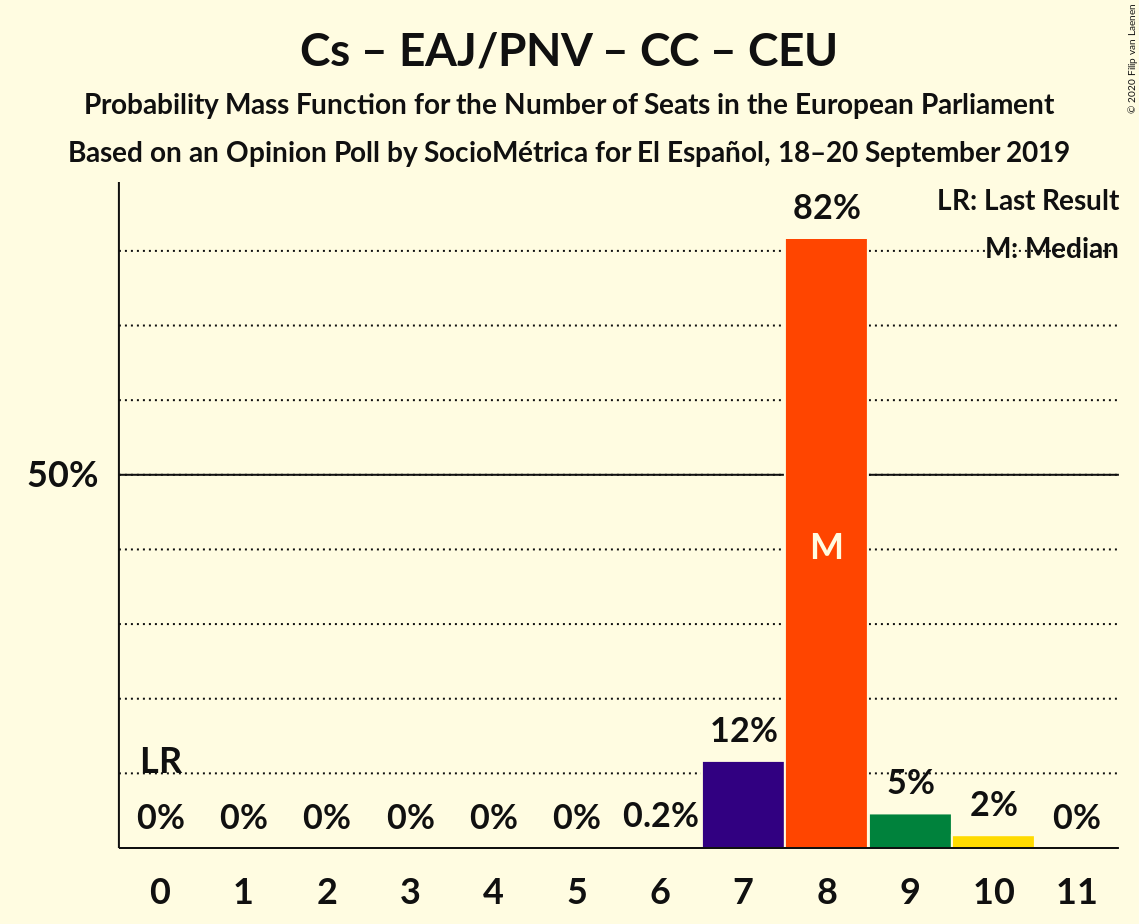 Cs – EAJ/PNV – CC – CEU
Probability Mass Function for the Number of Seats in the European Parliament
Based on an Opinion Poll by SocioMétrica for El Español, 18–20 September 2019
© 2020 Filip van Laenen
LR: Last Result
M: Median
82%
50%
M
12%
LR
5%
2%
0% 0% 0% 0% 0% 0% 0.2% 0%
0 1 2 3 4 5 6 7 8 9 10 11